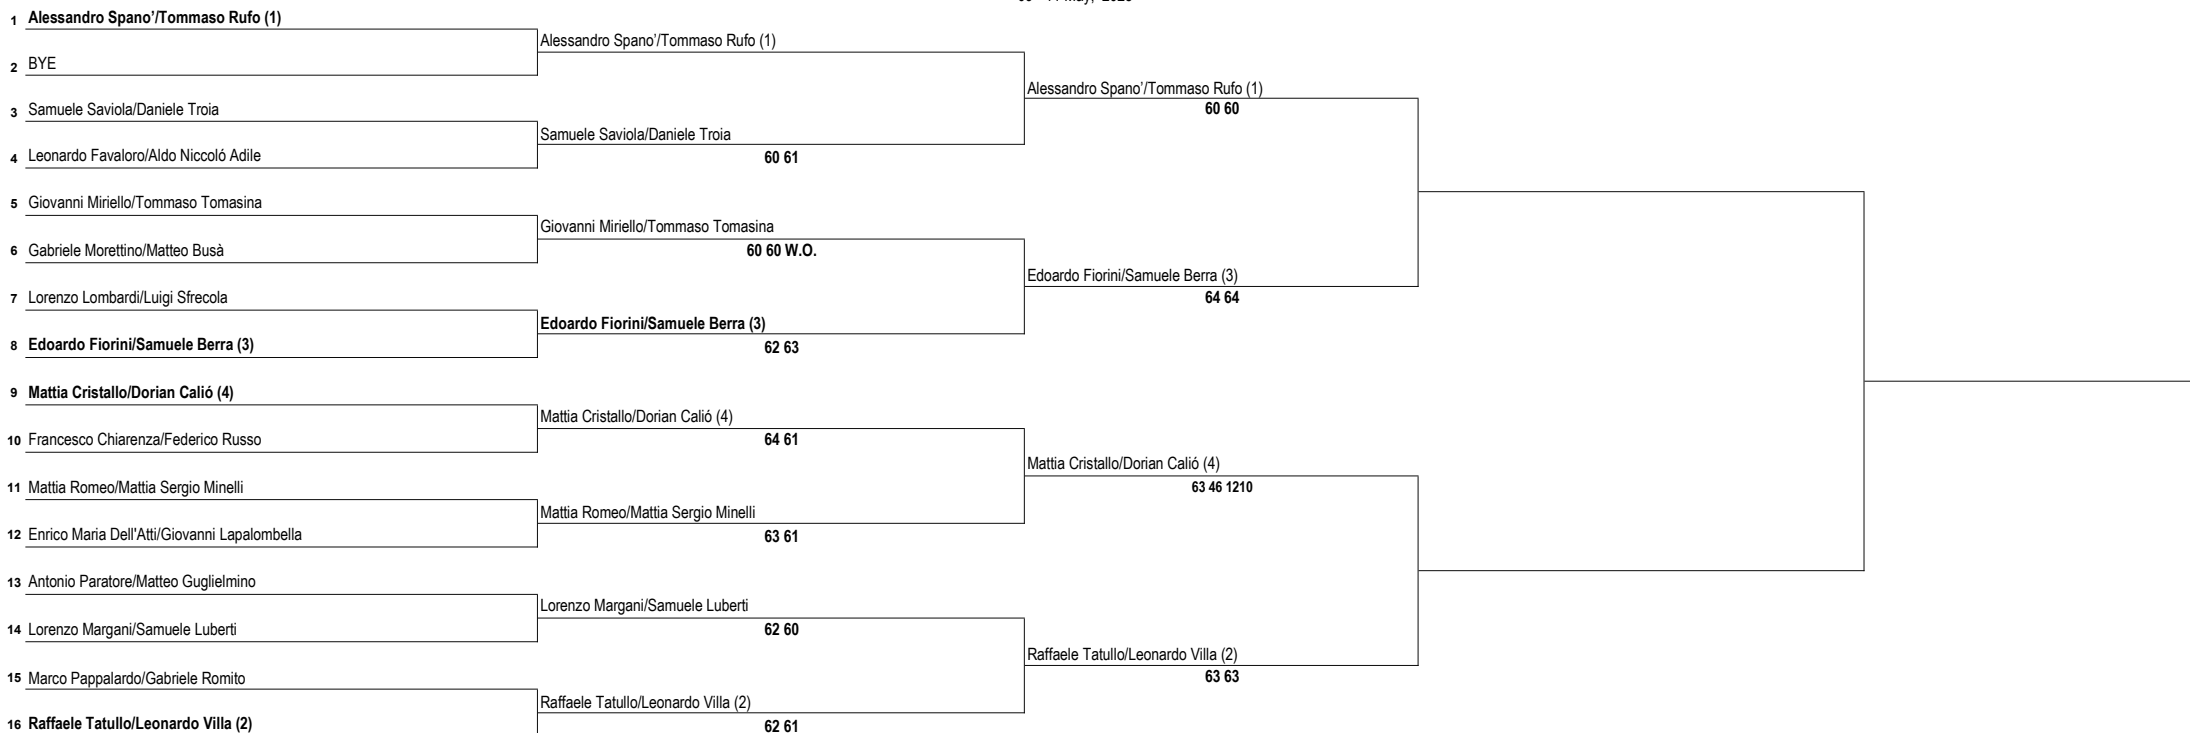 1 Alessandro Spano’/Tommaso Rufo (1)
2 BYE
3 Samuele Saviola/Daniele Troia
4 Leonardo Favaloro/Aldo Niccoló Adile
5 Giovanni Miriello/Tommaso Tomasina
6 Gabriele Morettino/Matteo Busà
7 Lorenzo Lombardi/Luigi Sfrecola
8 Edoardo Fiorini/Samuele Berra (3)
9 Mattia Cristallo/Dorian Calió (4)
10 Francesco Chiarenza/Federico Russo
11 Mattia Romeo/Mattia Sergio Minelli
12 Enrico Maria Dell'Atti/Giovanni Lapalombella
13 Antonio Paratore/Matteo Guglielmino
14 Lorenzo Margani/Samuele Luberti
15 Marco Pappalardo/Gabriele Romito
16 Raffaele Tatullo/Leonardo Villa (2)
Alessandro Spano’/Tommaso Rufo (1)
Samuele Saviola/Daniele Troia
60 61
Giovanni Miriello/Tommaso Tomasina
60 60 W.O.
Edoardo Fiorini/Samuele Berra (3)
62 63
Mattia Cristallo/Dorian Calió (4)
64 61
Mattia Romeo/Mattia Sergio Minelli
63 61
Lorenzo Margani/Samuele Luberti
62 60
Raffaele Tatullo/Leonardo Villa (2)
62 61
Alessandro Spano’/Tommaso Rufo (1)
60 60
Edoardo Fiorini/Samuele Berra (3)
64 64
Mattia Cristallo/Dorian Calió (4)
63 46 1210
Raffaele Tatullo/Leonardo Villa (2)
63 63